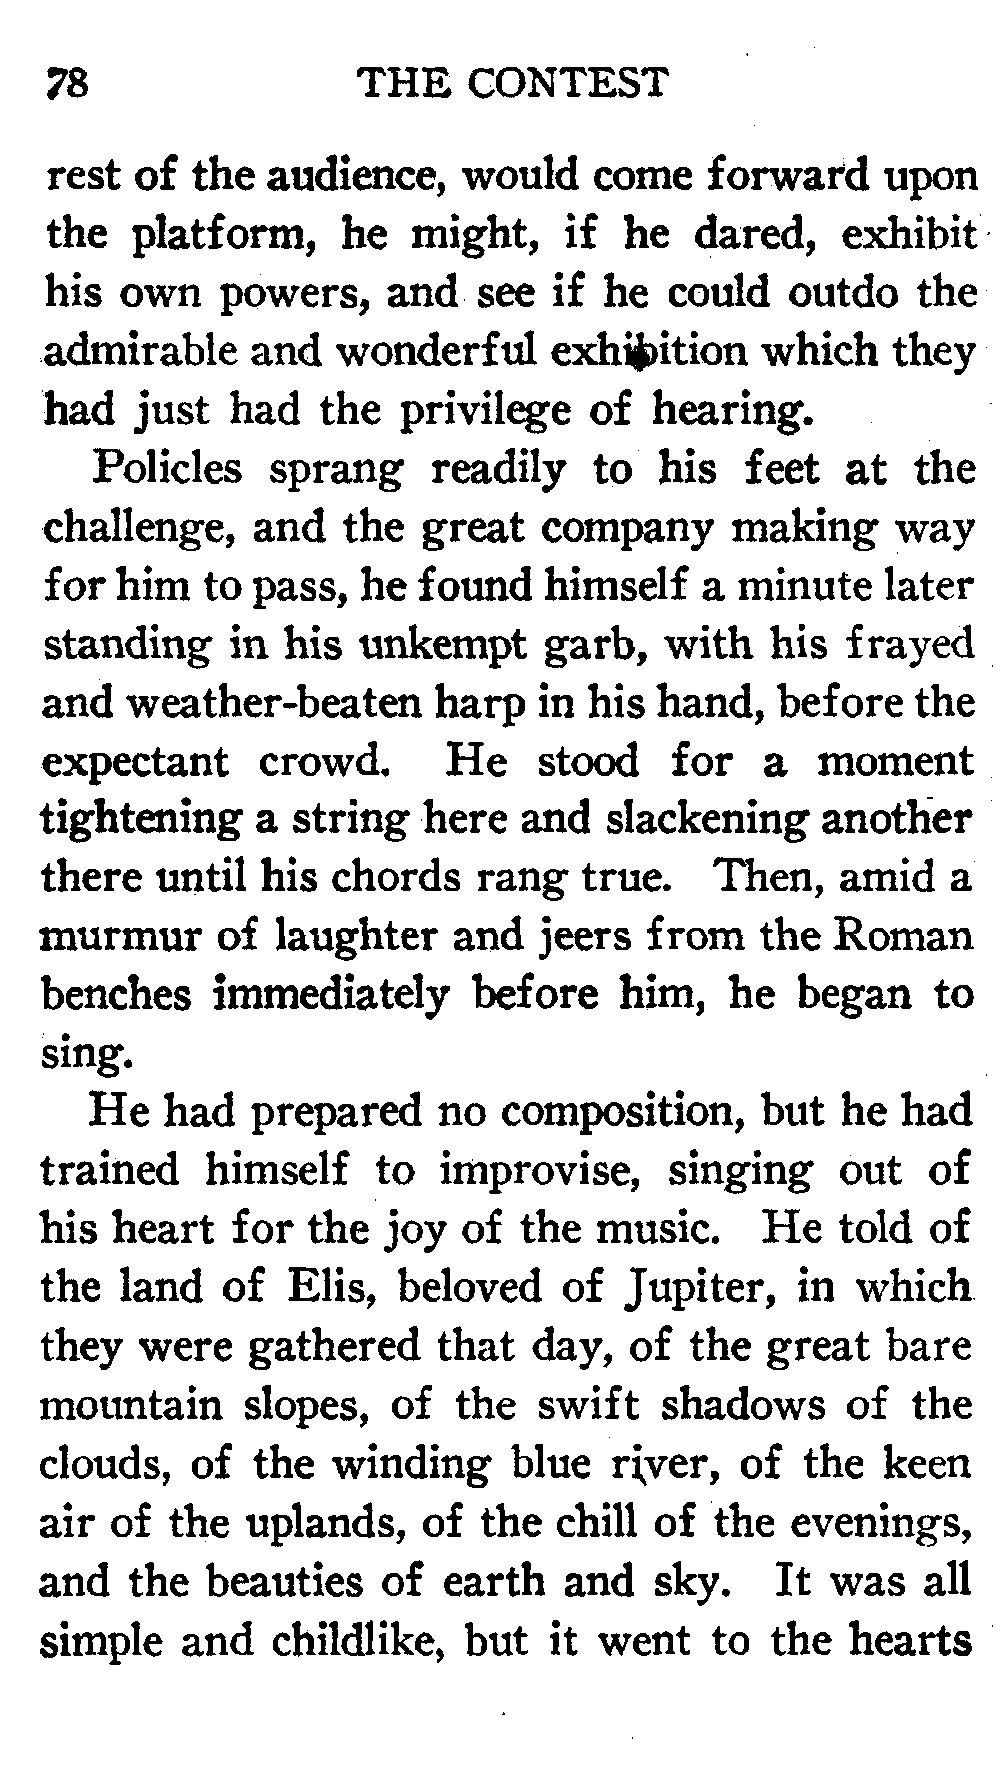 78 THE CONTEST
rest of the audience, would come forward upon
the platform, he might, if he dared, exhibit
his own powers, and see if he could outdo the
admirable and wonderful exhibition which they
had just had the privilege of hearing.
Policles sprang readily to his feet at the
challenge, and the great company making way
for him to pass, he found himself a minute later
standing in his unkempt garb, with his frayed
and weather-beaten harp in his hand, before the
expectant crowd. He stood for a moment
tightening a string here and slackening another
there until his chords rang true. Then, amid a
murmur of laughter and jeers from the Roman
benches immediately before him, he began to
sing.
He had prepared no composition, but he had
trained himself to improvise, singing out of
his heart for the joy of the music. He told of
the land of Elis, beloved of Jupiter, in which
they were gathered that day, of the great bare
mountain slopes, of the swift shadows of the
clouds, of the winding blue river, of the keen
air of the uplands, of the chill of the evenings,
and the beauties of earth and sky. It was all
simple and childlike, but it went to the hearts